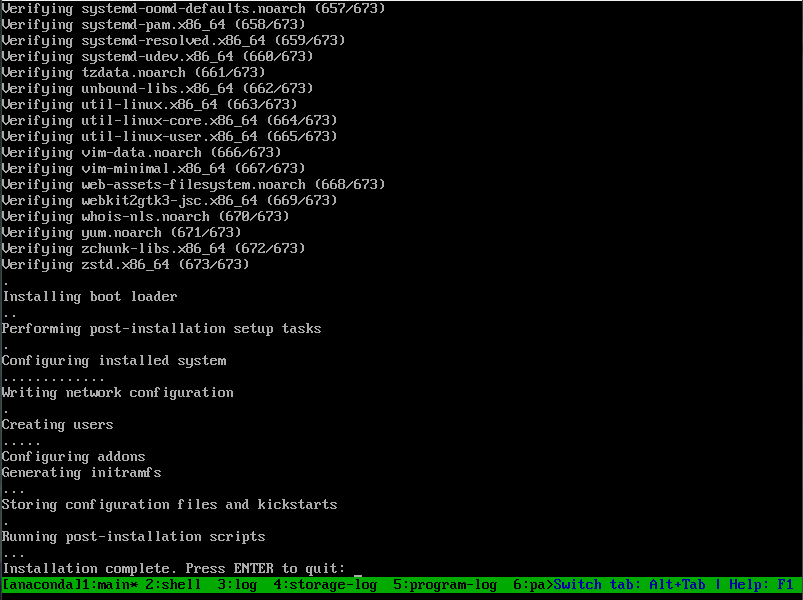 Verifying systemd-oomd-defaults.noarch (657/673)
Verifying systemd-pam.x86_64 (658/673)
Verifying systemd-resolved.x86_64 (659/673)
Verifying systemd-udev.x86_64 (660/673)
Verifying tzdata.noarch (661/673)
Verifying unbound-libs.x86_64 (662/673)
Verifying util-linux.x86_64 (663/673)
Verifying util-linux-core.x86_64 (664/673)
Verifying util-linux-user.x86_64 (665/673)
Verifying vim-data.noarch (666/673)
Verifying vim-minimal.x86_64 (667/673)
Verifying web-assets-filesystem.noarch (668/673)
Verifying webkit2gtk3-jsc.x86_64 (669/673)
Verifying whois-nls.noarch (670/673)
Verifying yum.noarch (671/673)
Verifying zchunk-libs.x86_64 (672/673)
Verifying zstd.x86_64 (673/673)
.
Installing boot loader
..
Performing post-installation setup tasks
.
Configuring installed system
.............
Writing network configuration
.
Creating users
.....
Configuring addons
Generating initramfs
...
Storing configuration files and kickstarts
.
Running post-installation scripts
...
Installation complete. Press ENTER to quit: _
[anaconda]1:main* 2:shell  3:log  4:storage-log  5:program-log  6:pa>Switch tab: Alt+Tab | Help: F1